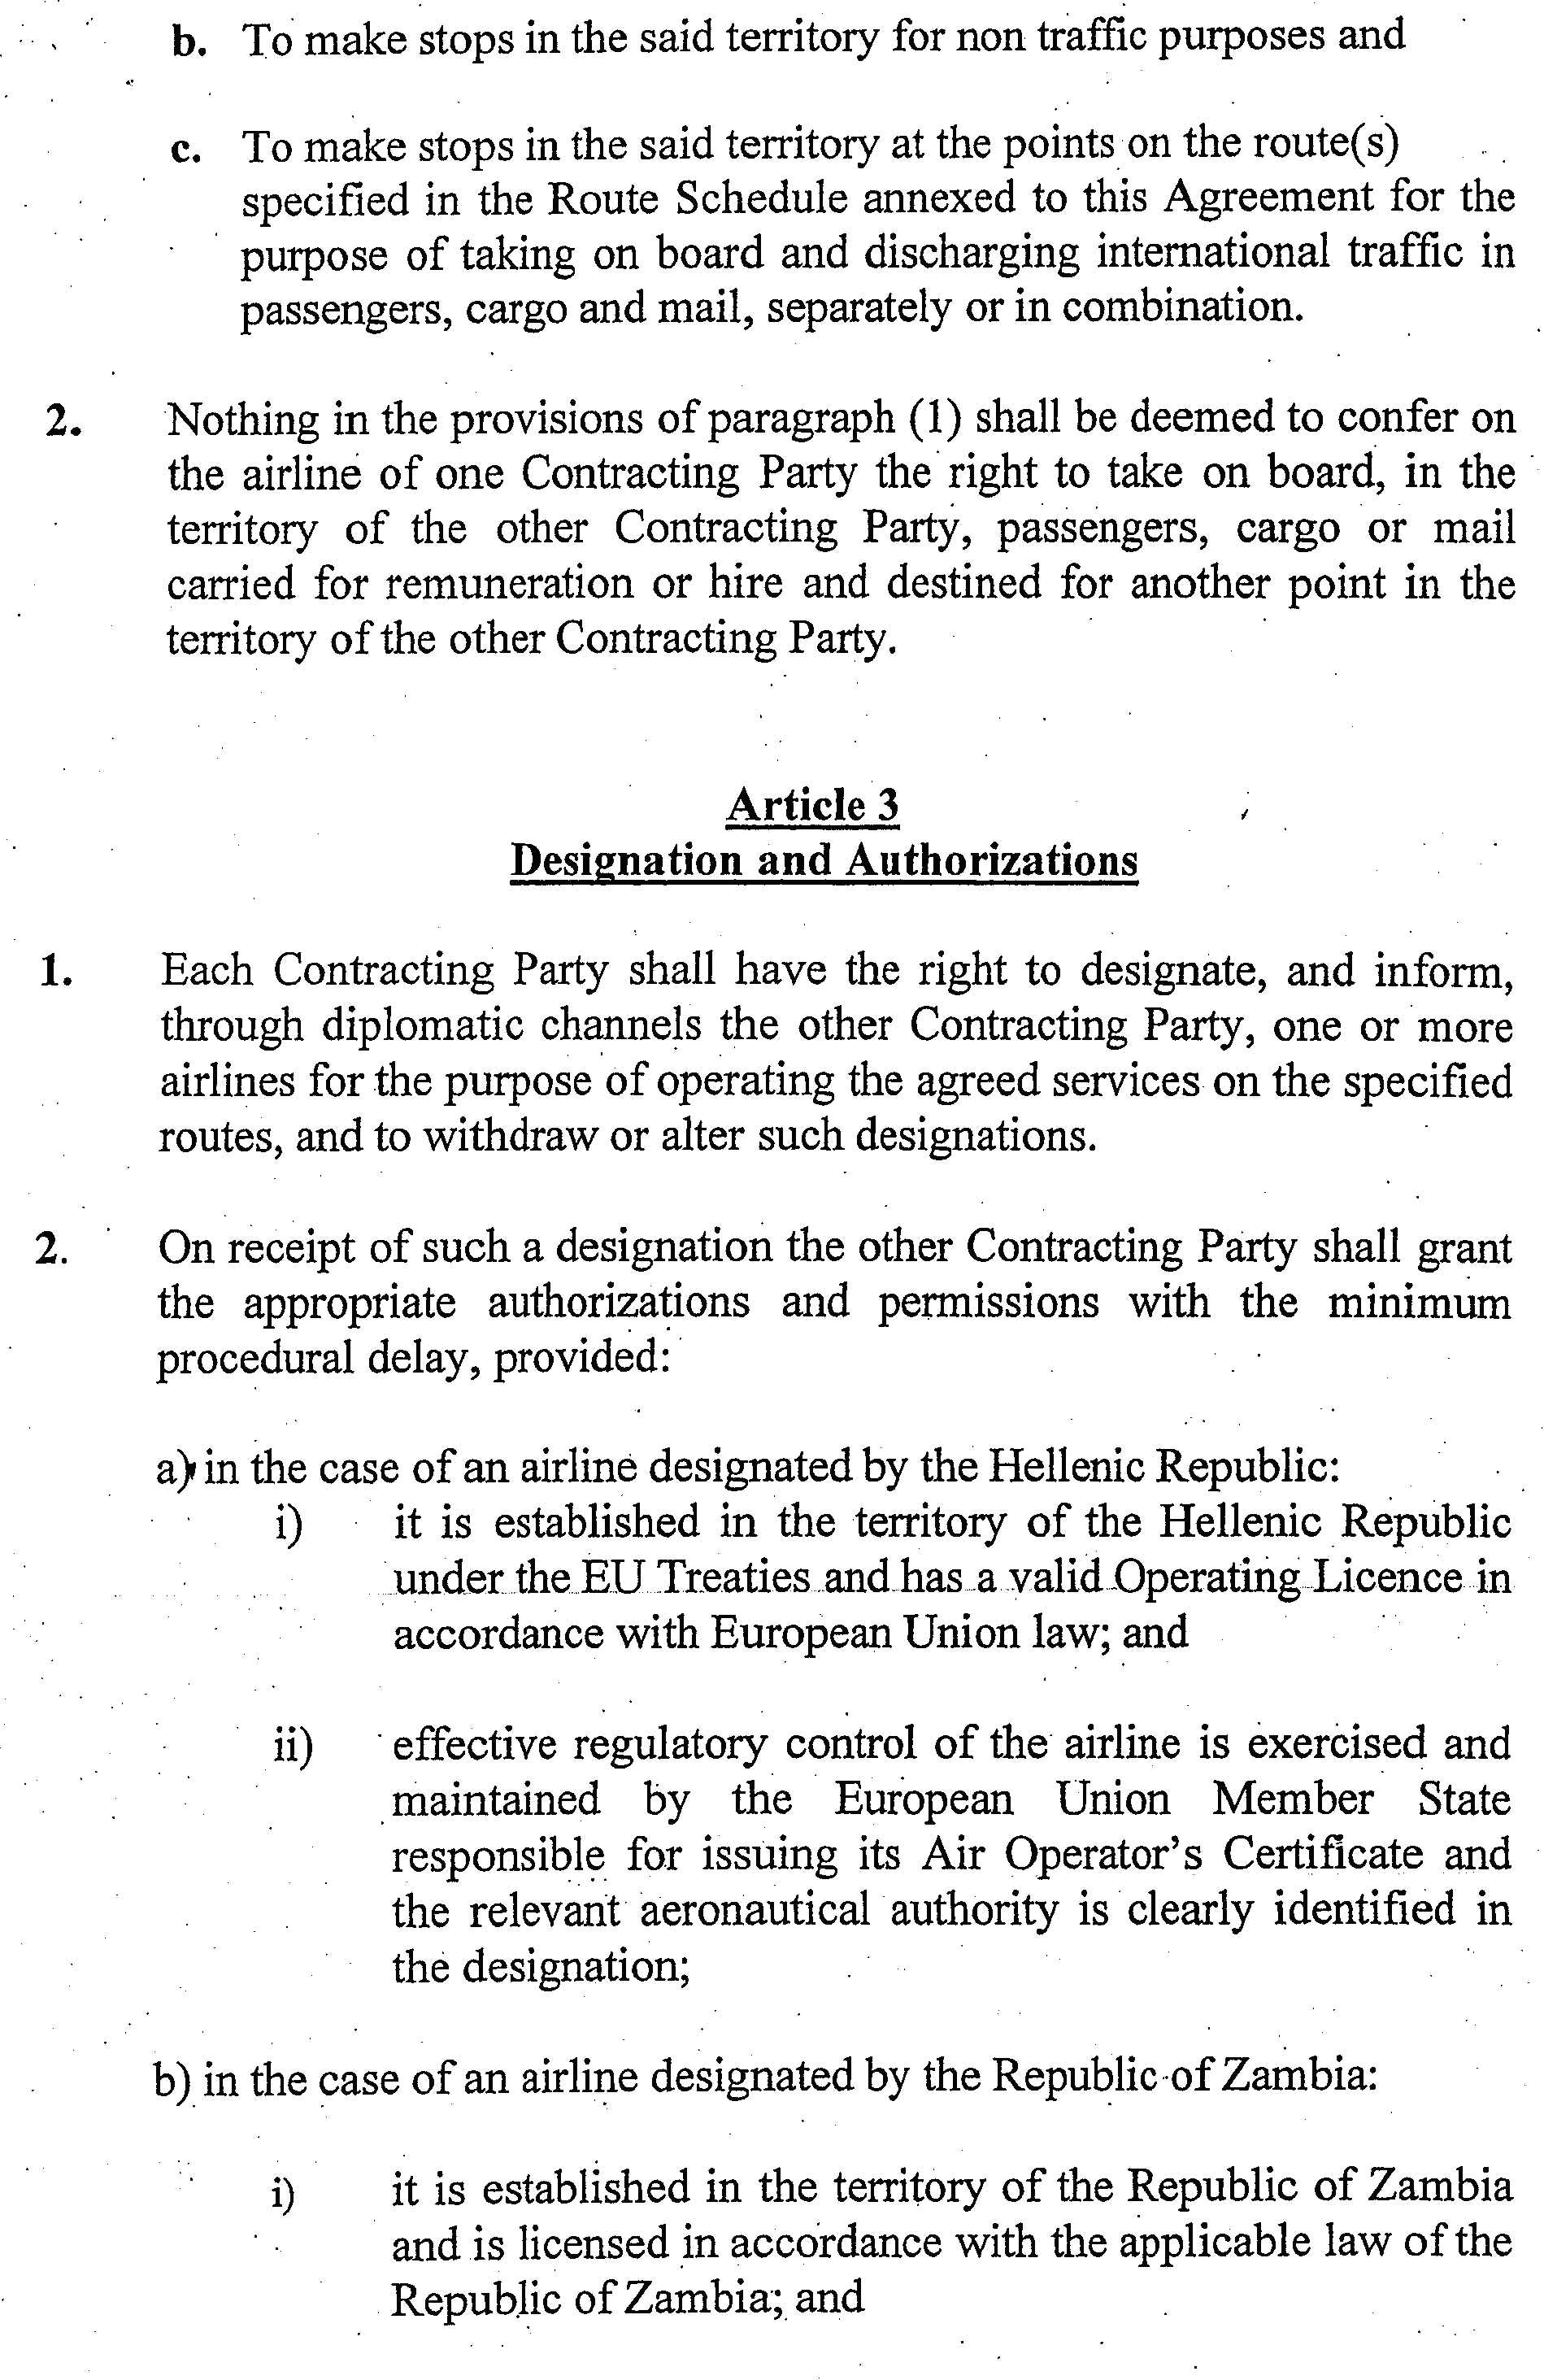 b. To make stops in the said territory for non traffic purposes and
c. To make stops in the said territory at the points on the route(s)
specified in the Route Schedule annexed to this Agreement for the
purpose of taking on board and discharging international traffic in
passengers, cargo and mail, separately or in combination.
2. Nothing in the provisions of paragraph (1) shall be deemed to confer on
the airline of one Contracting Party the right to take on board, in the
territory of the other Contracting Party, passengers, cargo or mail
carried for remuneration or hire and destined for another point in the
territory of the other Contracting Party.
Article 3
Designation and Authorizations
1. Each Contracting Party shall have the right to designate, and inform,
through diplomatic channels the other Contracting Party, one or more
airlines for the purpose of operating the agreed services on the specified
routes, and to withdraw or alter such designations.
2. On receipt of such a designation the other Contracting Party shall grant
the appropriate authorizations and permissions with the minimum
procedural delay, provided:
a) in the case of an airline designated by the Hellenic Republic:
i) it is established in the territory of the Hellenic Republic
under the EU Treaties and has a valid Operating Licence in
accordance with European Union law; and
ii) effective regulatory control of the airline is exercised and
maintained by the European Union Member State
responsible for issuing its Air Operator's Certificate and
the relevant aeronautical authority is clearly identified in
the designation;
b) in the case of an airline designated by the Republic of Zambia:
i) it is established in the territory of the Republic of Zambia
and is licensed in accordance with the applicable law of the
Republic of Zambia; and